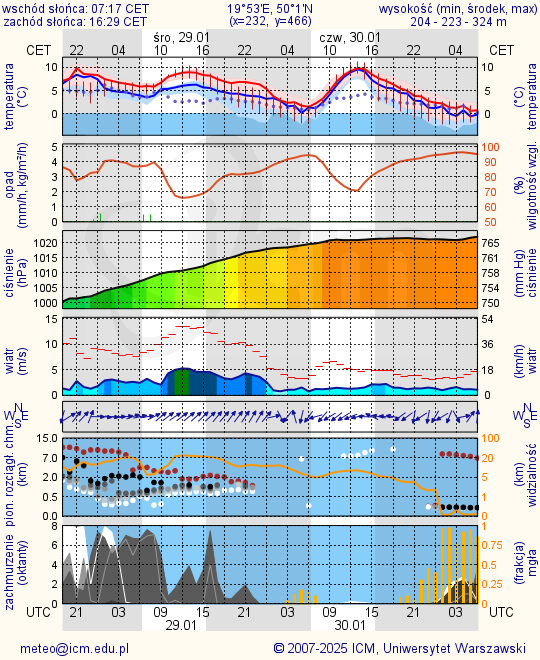 wschód słońca: 07:17 CET 19°53'E, 50°1'N wysokość (min, środek, max)
zachód słońca: 16:29 CET (x=232, y=466) 204 - 223 - 324 m
śro, 29.01 czw, 30.01
CET 22 04 10 16 22 04 10 16 22 04 CET
temperatura
(°C)
10
5
0
10
5
0
(°C)
temperatura
opad
(mm/h, kg/m²/h)
5
4
3
2
1
0
100
90
80
70
60
50
(%)
wilgotność wzgl.
ciśnienie
(hPa)
1020
1015
1010
1005
1000
765
761
758
754
750
(mm Hg)
ciśnienie
wiatr
(m/s)
15
10
5
0
54
36
18
0
(km/h)
wiatr
N
W E
S
N
W E
S
pion. rozciągł. chm.
(km)
15.0
7.0
2.0
0.5
0.0
100
20
5
1
0
(km)
widzialność
zachmurzenie
(oktanty)
8
6
4
2
0
1
0.75
0.5
0.25
0
(frakcja)
mgła
UTC 21 03 09 15 21 03 09 15 21 03 UTC
29.01 30.01
meteo@icm.edu.pl © 2007-2025 ICM, Uniwersytet Warszawski